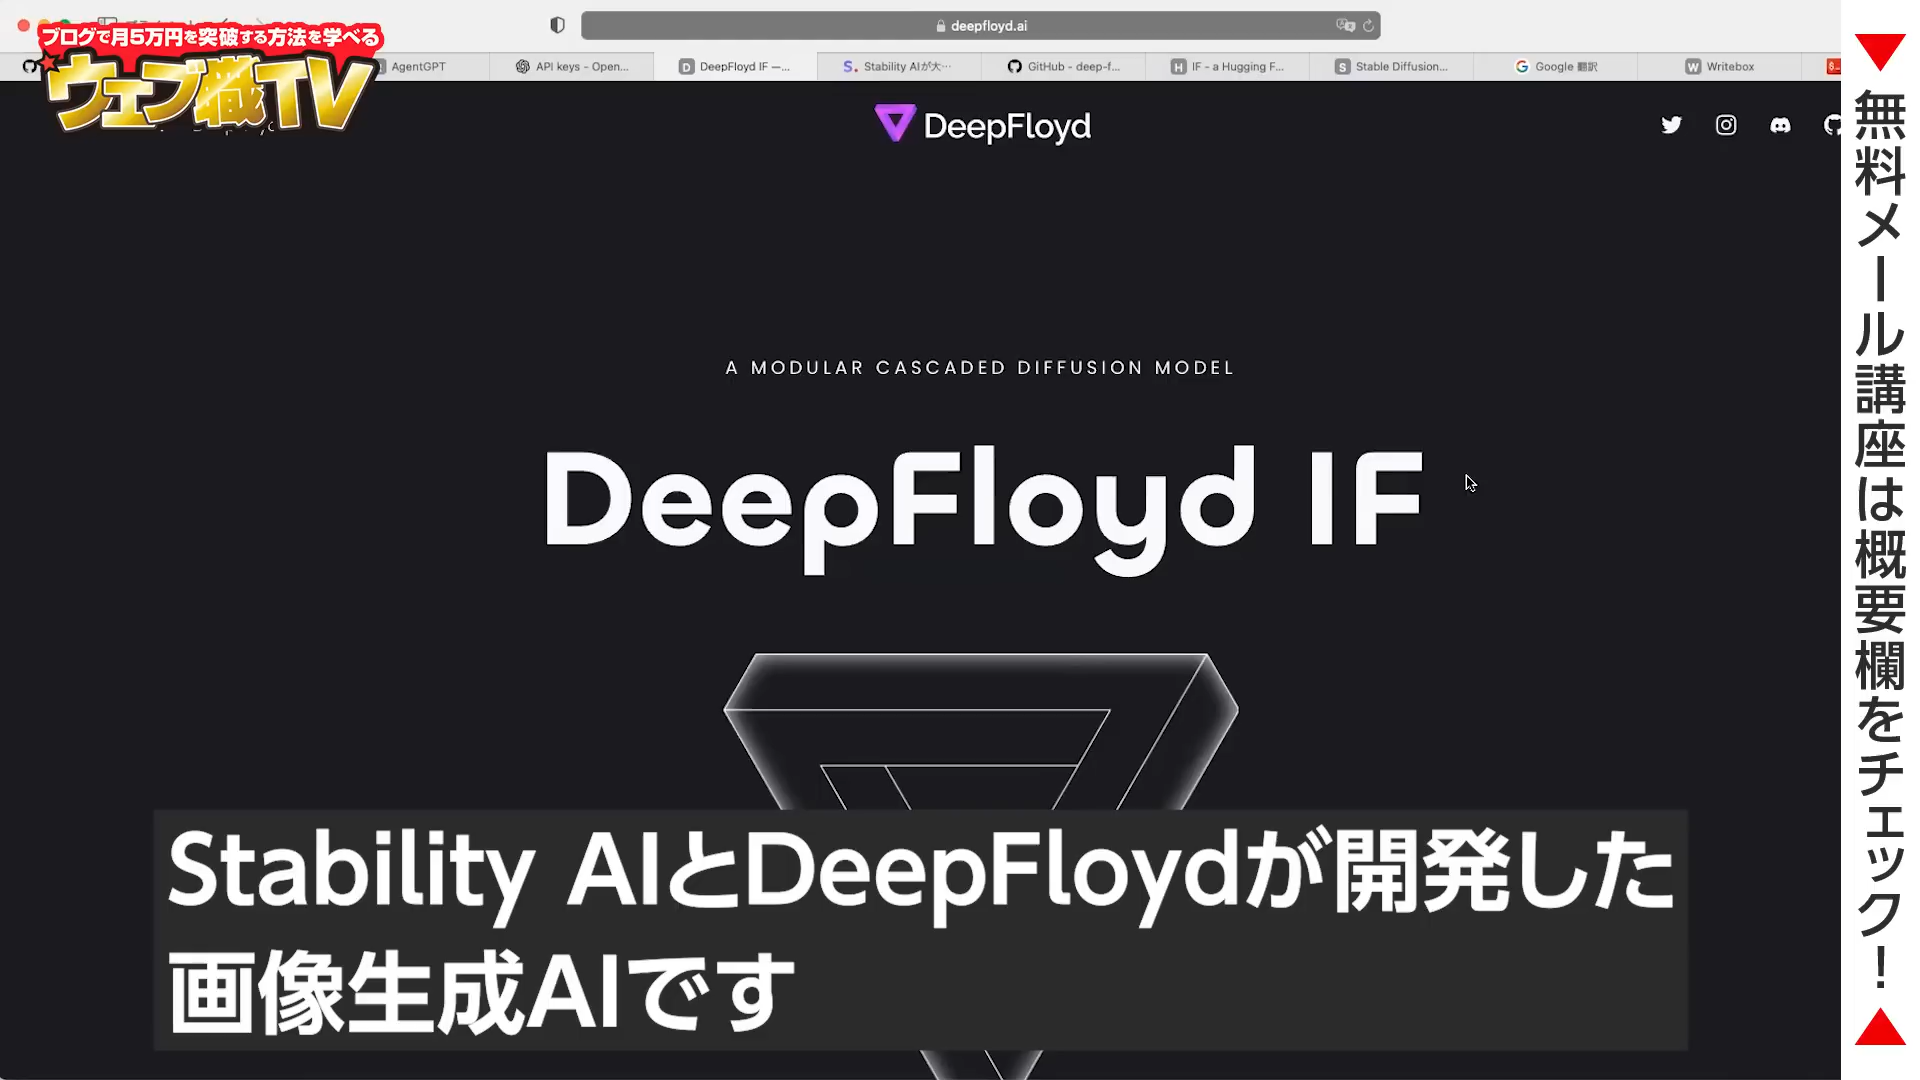 ブログで月5万円を突破する方法を学べる
ウェブ職TV
deepfloyd.ai
AgentGPT
API keys - Open...
DeepFloyd IF —...
Stability AIが大…
GitHub - deep-f...
IF - a Hugging F...
Stable Diffusion...
Google 翻訳
Writebox
DeepFloyd
A MODULAR CASCADED DIFFUSION MODEL
DeepFloyd IF
Stability AIとDeepFloydが開発した
画像生成AIです
無料メール講座は概要欄をチェック!